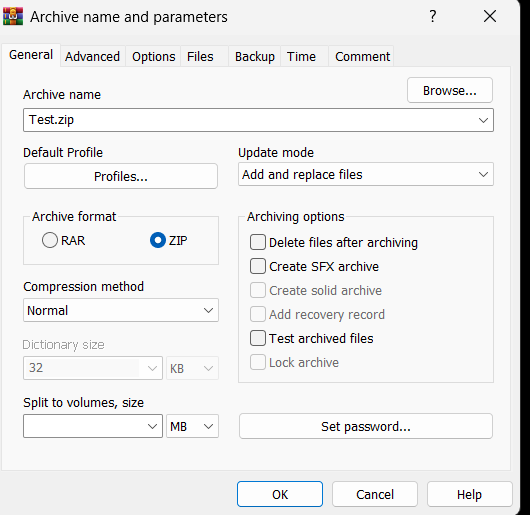 Archive name and parameters
?
General Advanced Options Files Backup Time Comment
Archive name
Browse...
Test.zip
Default Profile
Update mode
Profiles...
Add and replace files
Archive format
Archiving options
RAR
ZIP
Delete files after archiving
Create SFX archive
Compression method
Create solid archive
Normal
Add recovery record
Dictionary size
Test archived files
32
KB
Lock archive
Split to volumes, size
MB
Set password...
OK
Cancel
Help